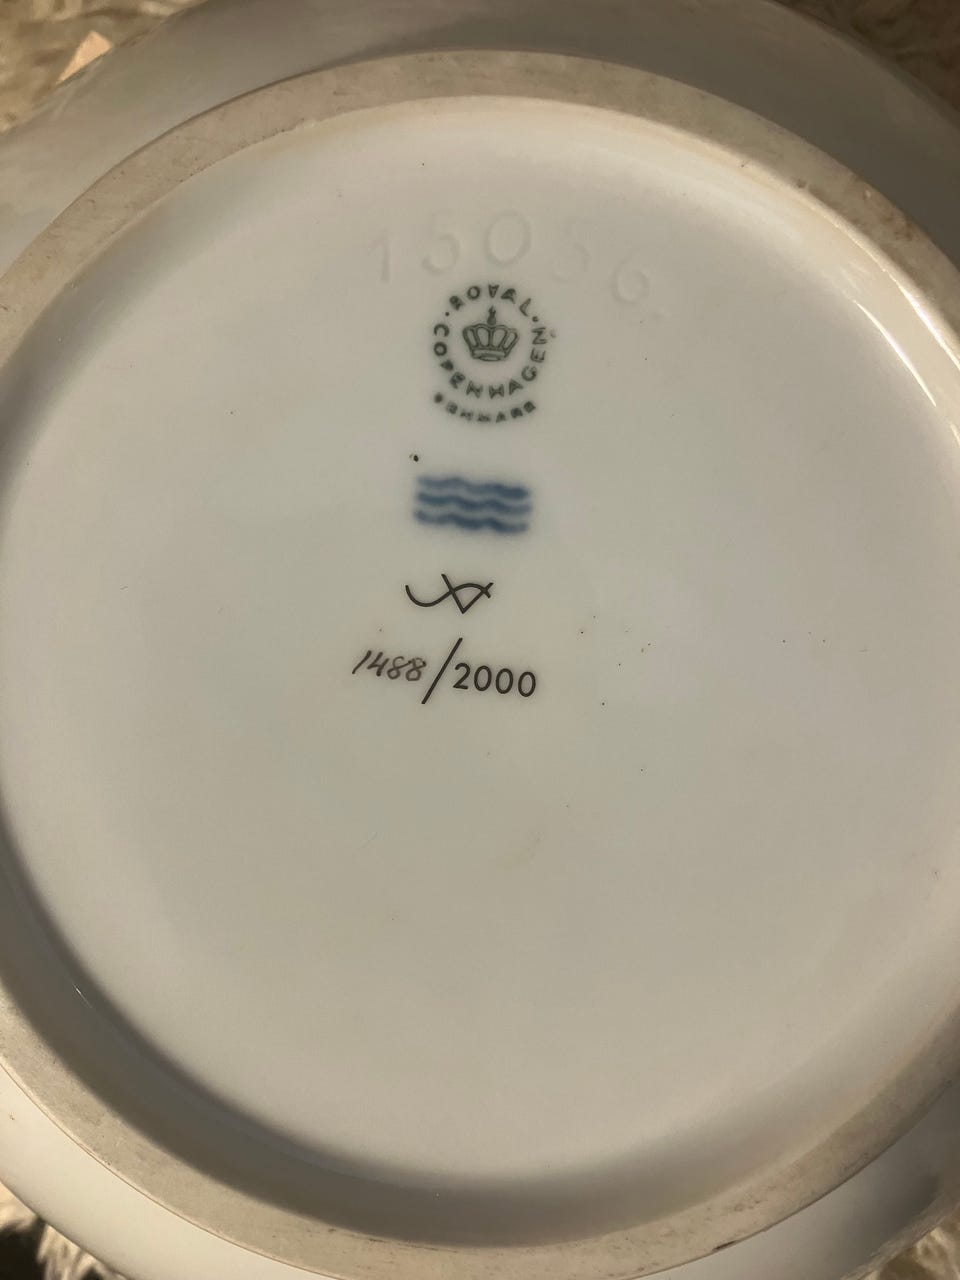 15056
ROYAL
COPENHAGEN
DENMARK
1488/2000